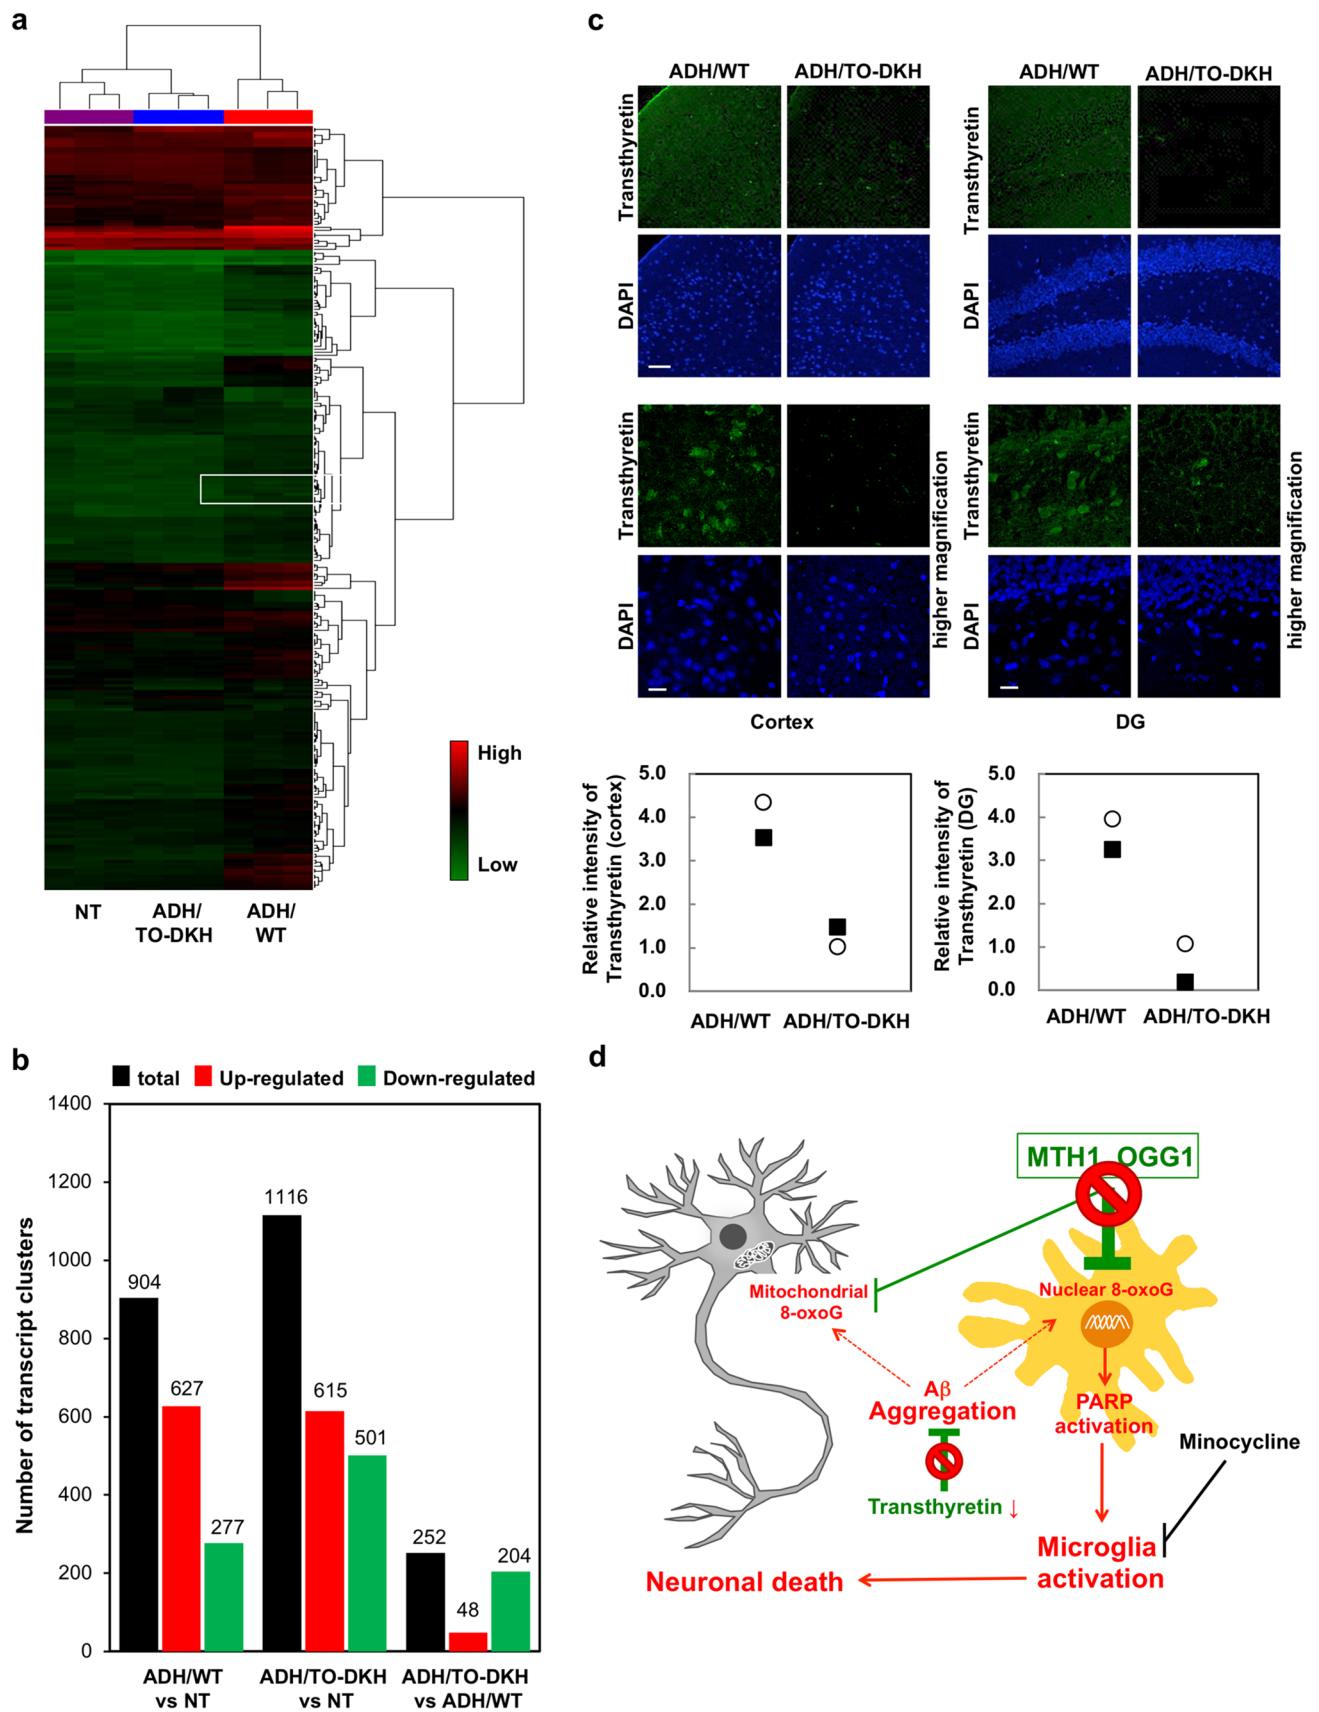 a
NT
ADH/
TO-DKH
ADH/
WT
High
Low
c
ADH/WT
ADH/TO-DKH
ADH/WT
ADH/TO-DKH
Transthyretin
DAPI
Transthyretin
DAPI
higher magnification
Transthyretin
DAPI
Transthyretin
DAPI
higher magnification
Cortex
DG
Relative intensity of
Transthyretin (cortex)
5.0
4.0
3.0
2.0
1.0
0.0
ADH/WT
ADH/TO-DKH
Relative intensity of
Transthyretin (DG)
5.0
4.0
3.0
2.0
1.0
0.0
ADH/WT
ADH/TO-DKH
b
total
Up-regulated
Down-regulated
Number of transcript clusters
1400
1200
1000
800
600
400
200
0
904
627
277
1116
615
501
252
48
204
ADH/WT
vs NT
ADH/TO-DKH
vs NT
ADH/TO-DKH
vs ADH/WT
d
MTH1 OGG1
Mitochondrial
8-oxoG
Nuclear 8-oxoG
Aβ
Aggregation
PARP
activation
Minocycline
Transthyretin ↓
Microglia
activation
Neuronal death